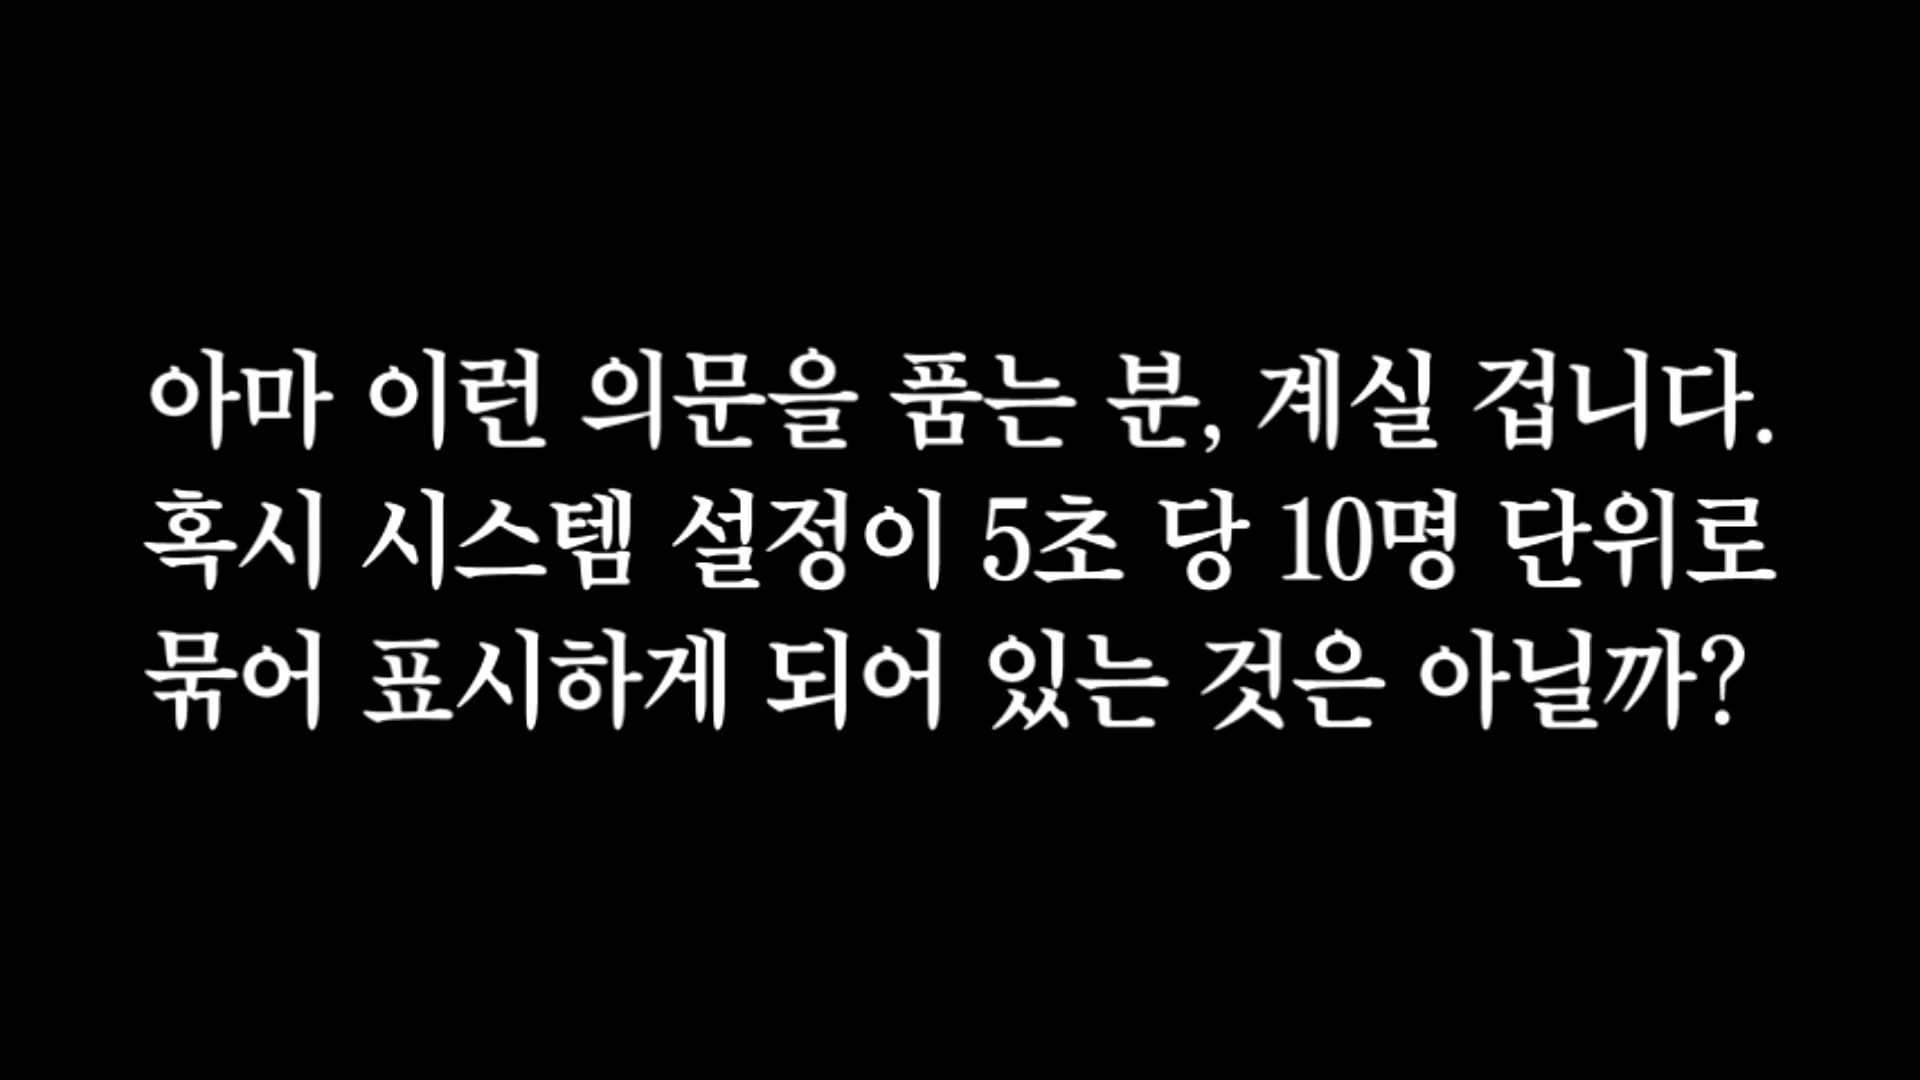 아마 이런 의문을 품는 분, 계실 겁니다.
혹시 시스템 설정이 5초 당 10명 단위로
묶어 표시하게 되어 있는 것은 아닐까?